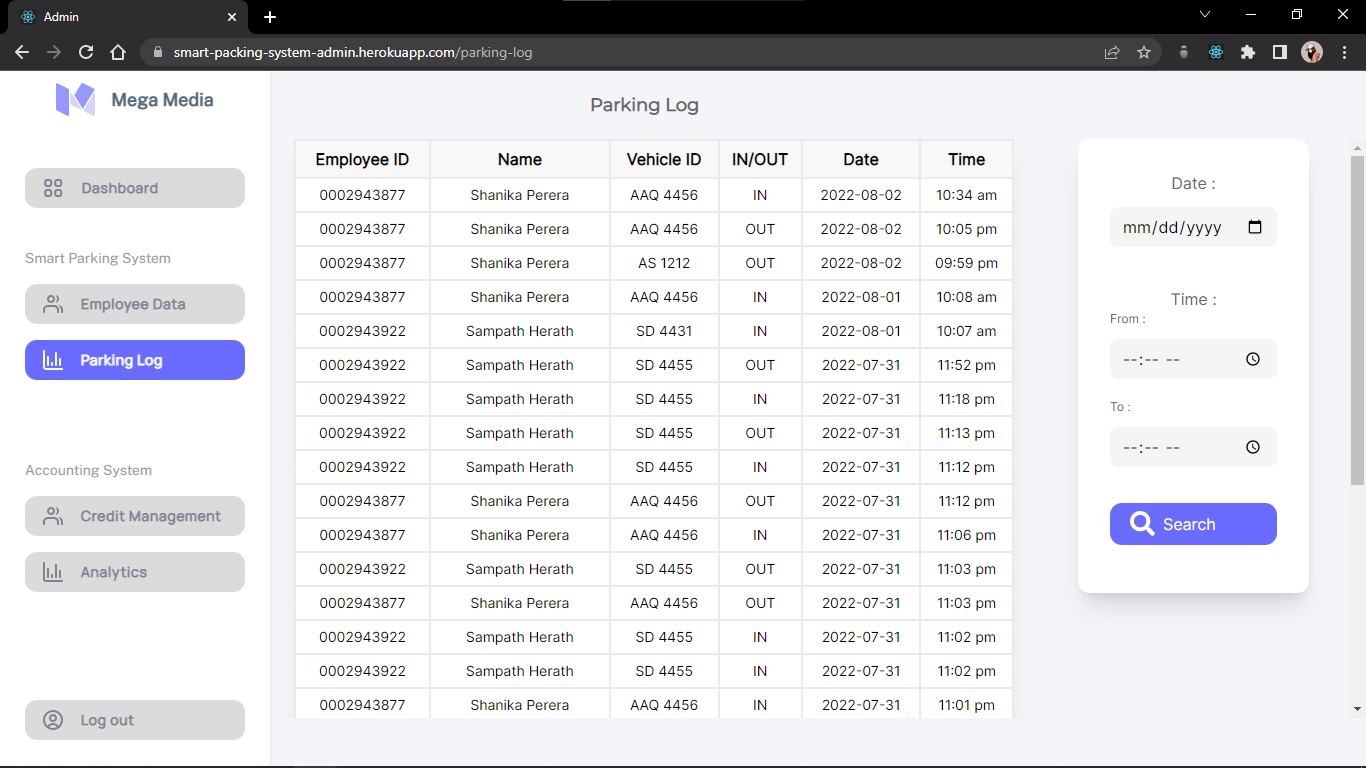 Admin
smart-packing-system-admin.herokuapp.com/parking-log
Mega Media
Dashboard
Smart Parking System
Employee Data
Parking Log
Accounting System
Credit Management
Analytics
Log out
Parking Log
Employee ID Name Vehicle ID IN/OUT Date Time
0002943877 Shanika Perera AAQ 4456 IN 2022-08-02 10:34 am
0002943877 Shanika Perera AAQ 4456 OUT 2022-08-02 10:05 pm
0002943877 Shanika Perera AS 1212 OUT 2022-08-02 09:59 pm
0002943877 Shanika Perera AAQ 4456 IN 2022-08-01 10:08 am
0002943922 Sampath Herath SD 4431 IN 2022-08-01 10:07 am
0002943922 Sampath Herath SD 4455 OUT 2022-07-31 11:52 pm
0002943922 Sampath Herath SD 4455 IN 2022-07-31 11:18 pm
0002943922 Sampath Herath SD 4455 OUT 2022-07-31 11:13 pm
0002943922 Sampath Herath SD 4455 IN 2022-07-31 11:12 pm
0002943877 Shanika Perera AAQ 4456 OUT 2022-07-31 11:12 pm
0002943877 Shanika Perera AAQ 4456 IN 2022-07-31 11:06 pm
0002943922 Sampath Herath SD 4455 OUT 2022-07-31 11:03 pm
0002943877 Shanika Perera AAQ 4456 OUT 2022-07-31 11:03 pm
0002943922 Sampath Herath SD 4455 IN 2022-07-31 11:02 pm
0002943922 Sampath Herath SD 4455 IN 2022-07-31 11:02 pm
0002943877 Shanika Perera AAQ 4456 IN 2022-07-31 11:01 pm
Date :
mm/dd/yyyy
Time :
From :
--:-- --
To :
--:-- --
Search